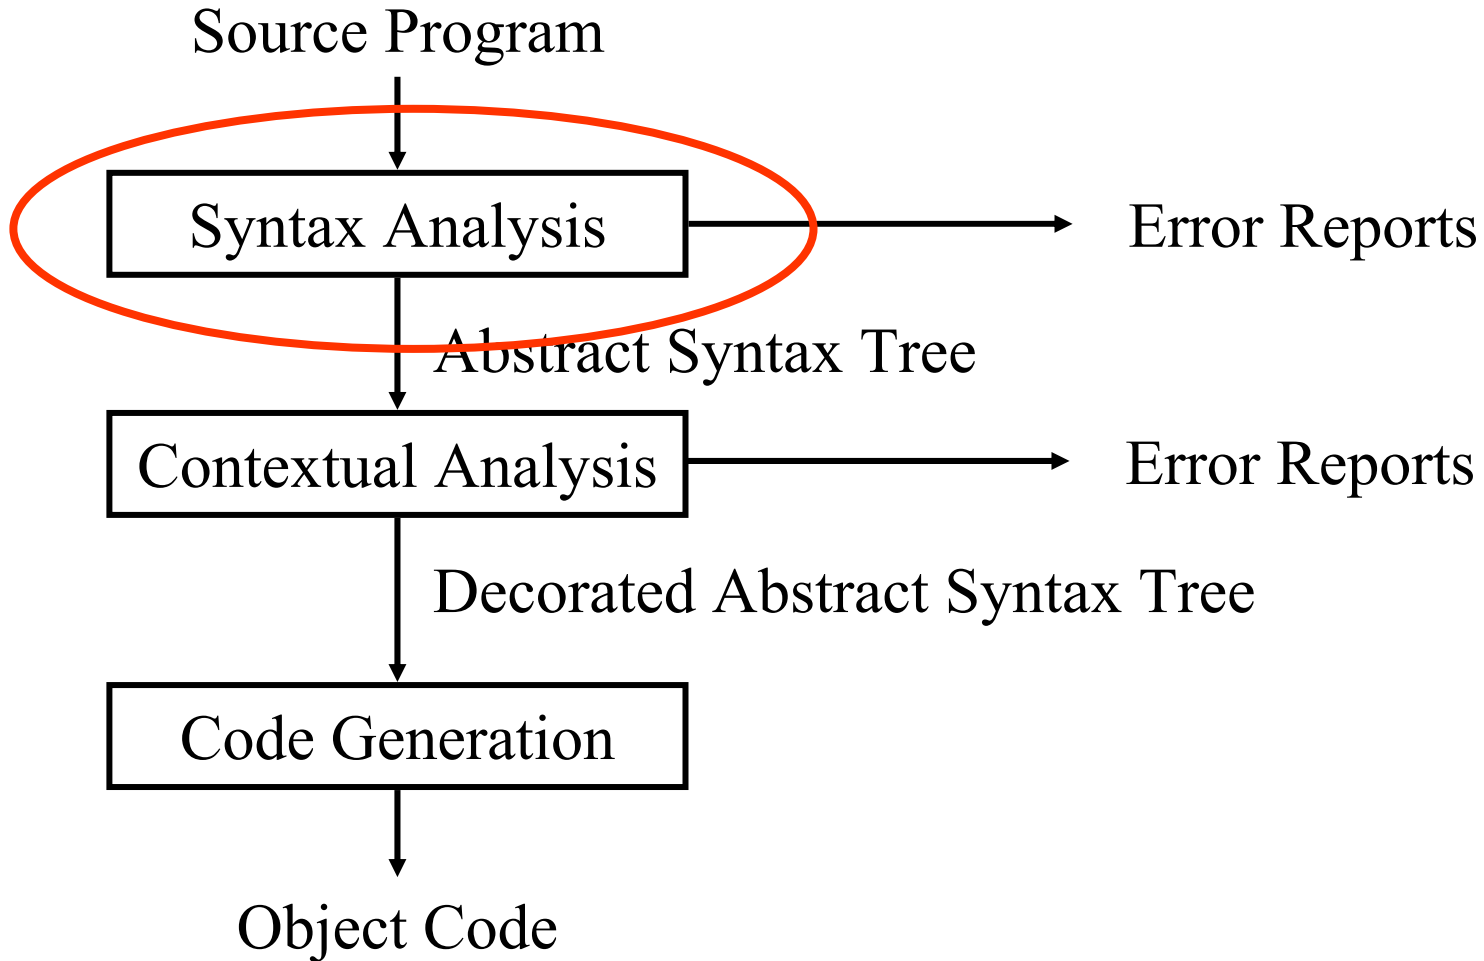 Source Program
Syntax Analysis
Error Reports
Abstract Syntax Tree
Contextual Analysis
Error Reports
Decorated Abstract Syntax Tree
Code Generation
Object Code